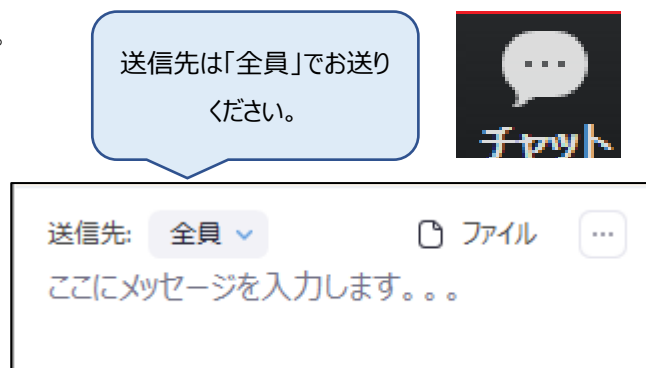 。
送信先は「全員」でお送り
ください。
チャット
送信先: 全員 ファイル ...
ここにメッセージを入力します。。。